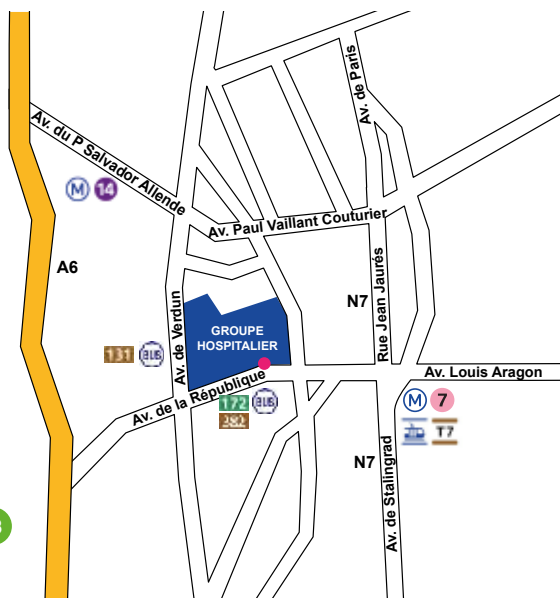 Av. de Paris
Av. du P Salvador Allende
M 14
Av. Paul Vaillant Couturier
A6
Av. de Verdun
N7
Rue Jean Jaurés
GROUPE
HOSPITALIER
131 BUS
Av. de la République
Av. Louis Aragon
172 BUS
382
M 7
T7
N7
Av. de Stalingrad